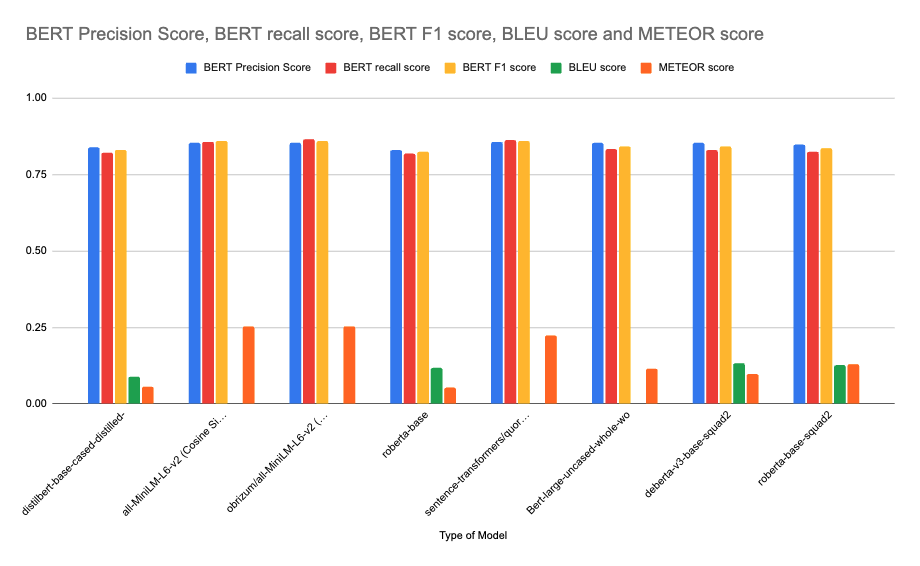 BERT Precision Score, BERT recall score, BERT F1 score, BLEU score and METEOR score
BERT Precision Score
BERT recall score
BERT F1 score
BLEU score
METEOR score
1.00
0.75
0.50
0.25
0.00
distilbert-base-cased-distilled-
all-MiniLM-L6-v2 (Cosine Si…
obrizum/all-MiniLM-L6-v2 (…
roberta-base
sentence-transformers/quor…
Bert-large-uncased-whole-wo
deberta-v3-base-squad2
roberta-base-squad2
Type of Model